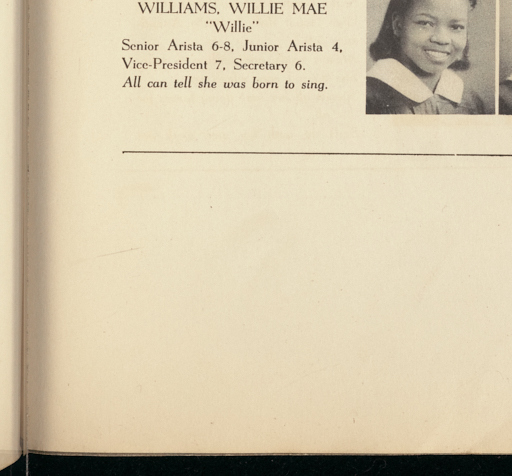 WILLIAMS, WILLIE MAE
"Willie"
Senior Arista 6-8, Junior Arista 4,
Vice-President 7, Secretary 6.
All can tell she was born to sing.